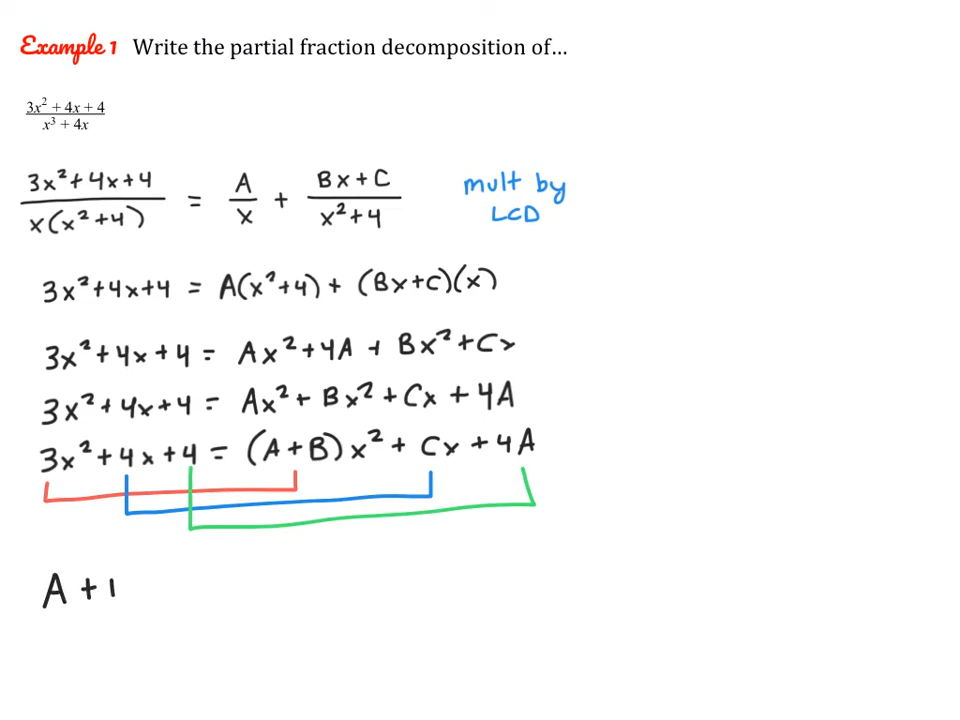 Example 1 Write the partial fraction decomposition of…
3x² + 4x + 4
x³ + 4x
3x²+4x+4 / x(x²+4) = A/x + Bx+C / x²+4 mult by LCD
3x²+4x+4 = A(x²+4) + (Bx+C)(x)
3x²+4x+4 = Ax²+4A + Bx²+Cx
3x²+4x+4 = Ax²+Bx²+Cx+4A
3x²+4x+4 = (A+B)x²+Cx+4A
A +